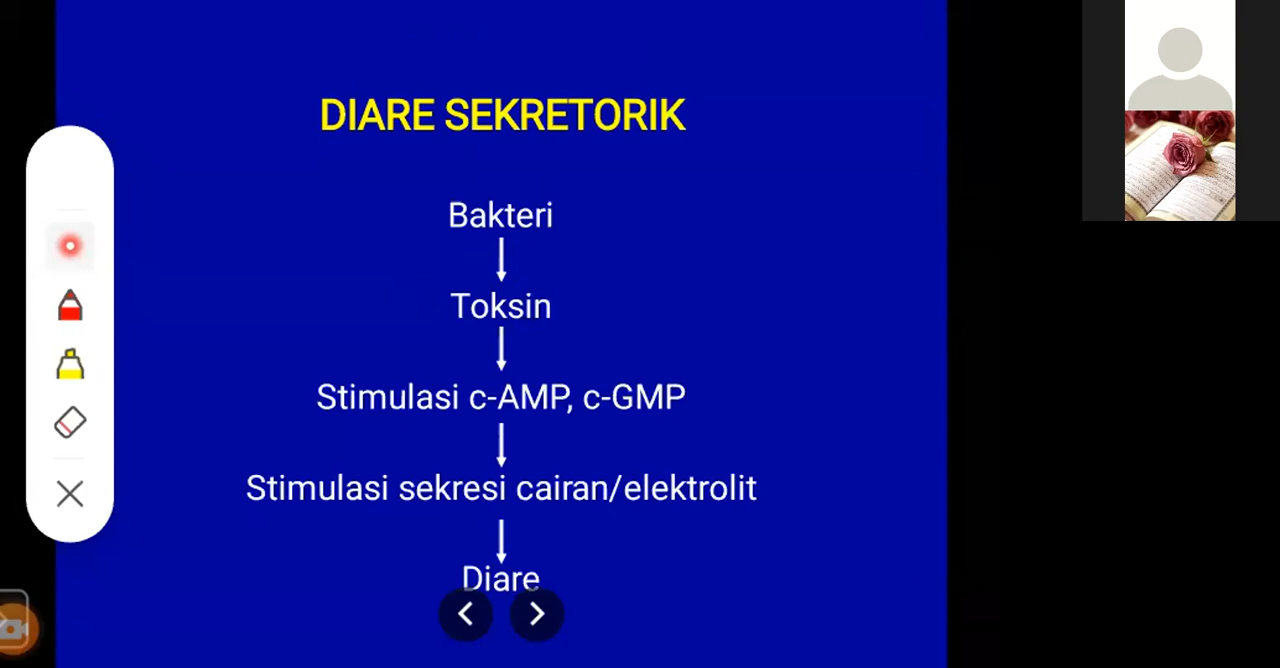 DIARE SEKRETORIK
Bakteri
Toksin
Stimulasi c-AMP, c-GMP
Stimulasi sekresi cairan/elektrolit
Diare